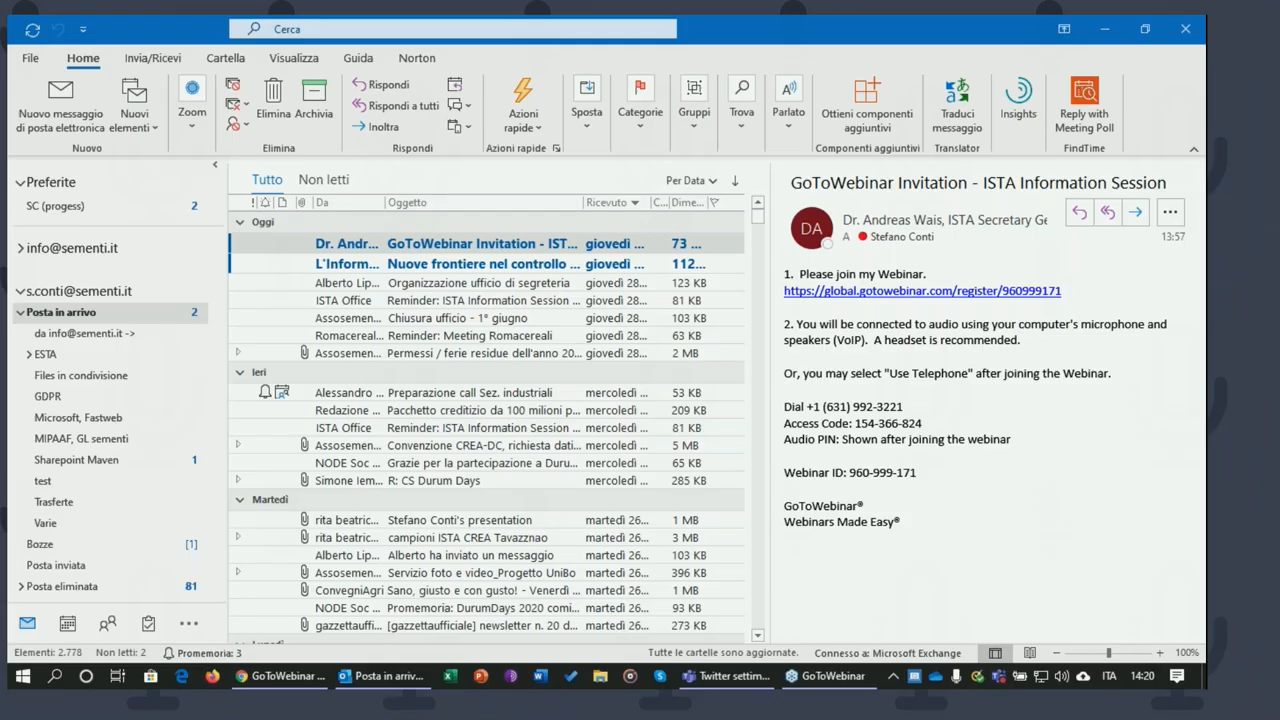 Cerca
File Home Invia/Ricevi Cartella Visualizza Guida Norton
Nuovo messaggio di posta elettronica
Nuovi elementi
Zoom
Elimina
Archivia
Rispondi
Rispondi a tutti
Inoltra
Azioni rapide
Sposta
Categorie
Gruppi
Trova
Parlato
Ottieni componenti aggiuntivi
Traduci messaggio
Insights
Reply with Meeting Poll
Nuovo Elimina Rispondi Azioni rapide Componenti aggiuntivi Translator FindTime
Preferite
SC (progess) 2
info@sementi.it
s.conti@sementi.it
Posta in arrivo 2
da info@sementi.it ->
ESTA
Files in condivisione
GDPR
Microsoft, Fastweb
MIPAAF, GL sementi
Sharepoint Maven 1
test
Trasferte
Varie
Bozze [1]
Posta inviata
Posta eliminata 81
Tutto Non letti Per Data
Da Oggetto Ricevuto C... Dime...
Oggi
Dr. Andr... GoToWebinar Invitation - IST... giovedì ... 73 ...
L'Inform... Nuove frontiere nel controllo ... giovedì ... 112...
Alberto Lip... Organizzazione ufficio di segreteria giovedì 28... 123 KB
ISTA Office Reminder: ISTA Information Session ... giovedì 28... 81 KB
Assosemen... Chiusura ufficio - 1° giugno giovedì 28... 103 KB
Romacereal... Reminder: Meeting Romacereali giovedì 28... 63 KB
Assosemen... Permessi / ferie residue dell'anno 20... giovedì 28... 2 MB
Ieri
Alessandro ... Preparazione call Sez. industriali mercoledì ... 53 KB
Redazione ... Pacchetto creditizio da 100 milioni p... mercoledì ... 209 KB
ISTA Office Reminder: ISTA Information Session ... mercoledì ... 81 KB
Assosemen... Convenzione CREA-DC, richiesta dati... mercoledì ... 5 MB
NODE Soc ... Grazie per la partecipazione a Duru... mercoledì ... 65 KB
Simone Iem... R: CS Durum Days mercoledì ... 285 KB
Martedì
rita beatric... Stefano Conti's presentation martedì 26... 1 MB
rita beatric... campioni ISTA CREA Tavazznao martedì 26... 3 MB
Alberto Lip... Alberto ha inviato un messaggio martedì 26... 103 KB
Assosemen... Servizio foto e video_Progetto UniBo martedì 26... 396 KB
ConvegniAgri Sano, giusto e con gusto! - Venerdì ... martedì 26... 1 MB
NODE Soc ... Promemoria: DurumDays 2020 comi... martedì 26... 93 KB
gazzettauffi... [gazzettaufficiale] newsletter n. 20 d... martedì 26... 273 KB
GoToWebinar Invitation - ISTA Information Session
DA
Dr. Andreas Wais, ISTA Secretary Ge
A Stefano Conti
13:57
1. Please join my Webinar.
https://global.gotowebinar.com/register/960999171
2. You will be connected to audio using your computer's microphone and
speakers (VoIP). A headset is recommended.
Or, you may select "Use Telephone" after joining the Webinar.
Dial +1 (631) 992-3221
Access Code: 154-366-824
Audio PIN: Shown after joining the webinar
Webinar ID: 960-999-171
GoToWebinar®
Webinars Made Easy®
Elementi: 2.778 Non letti: 2 Promemoria: 3 Tutte le cartelle sono aggiornate. Connesso a: Microsoft Exchange 100%
GoToWebinar ... Posta in arriv... Twitter settim... GoToWebinar ITA 14:20